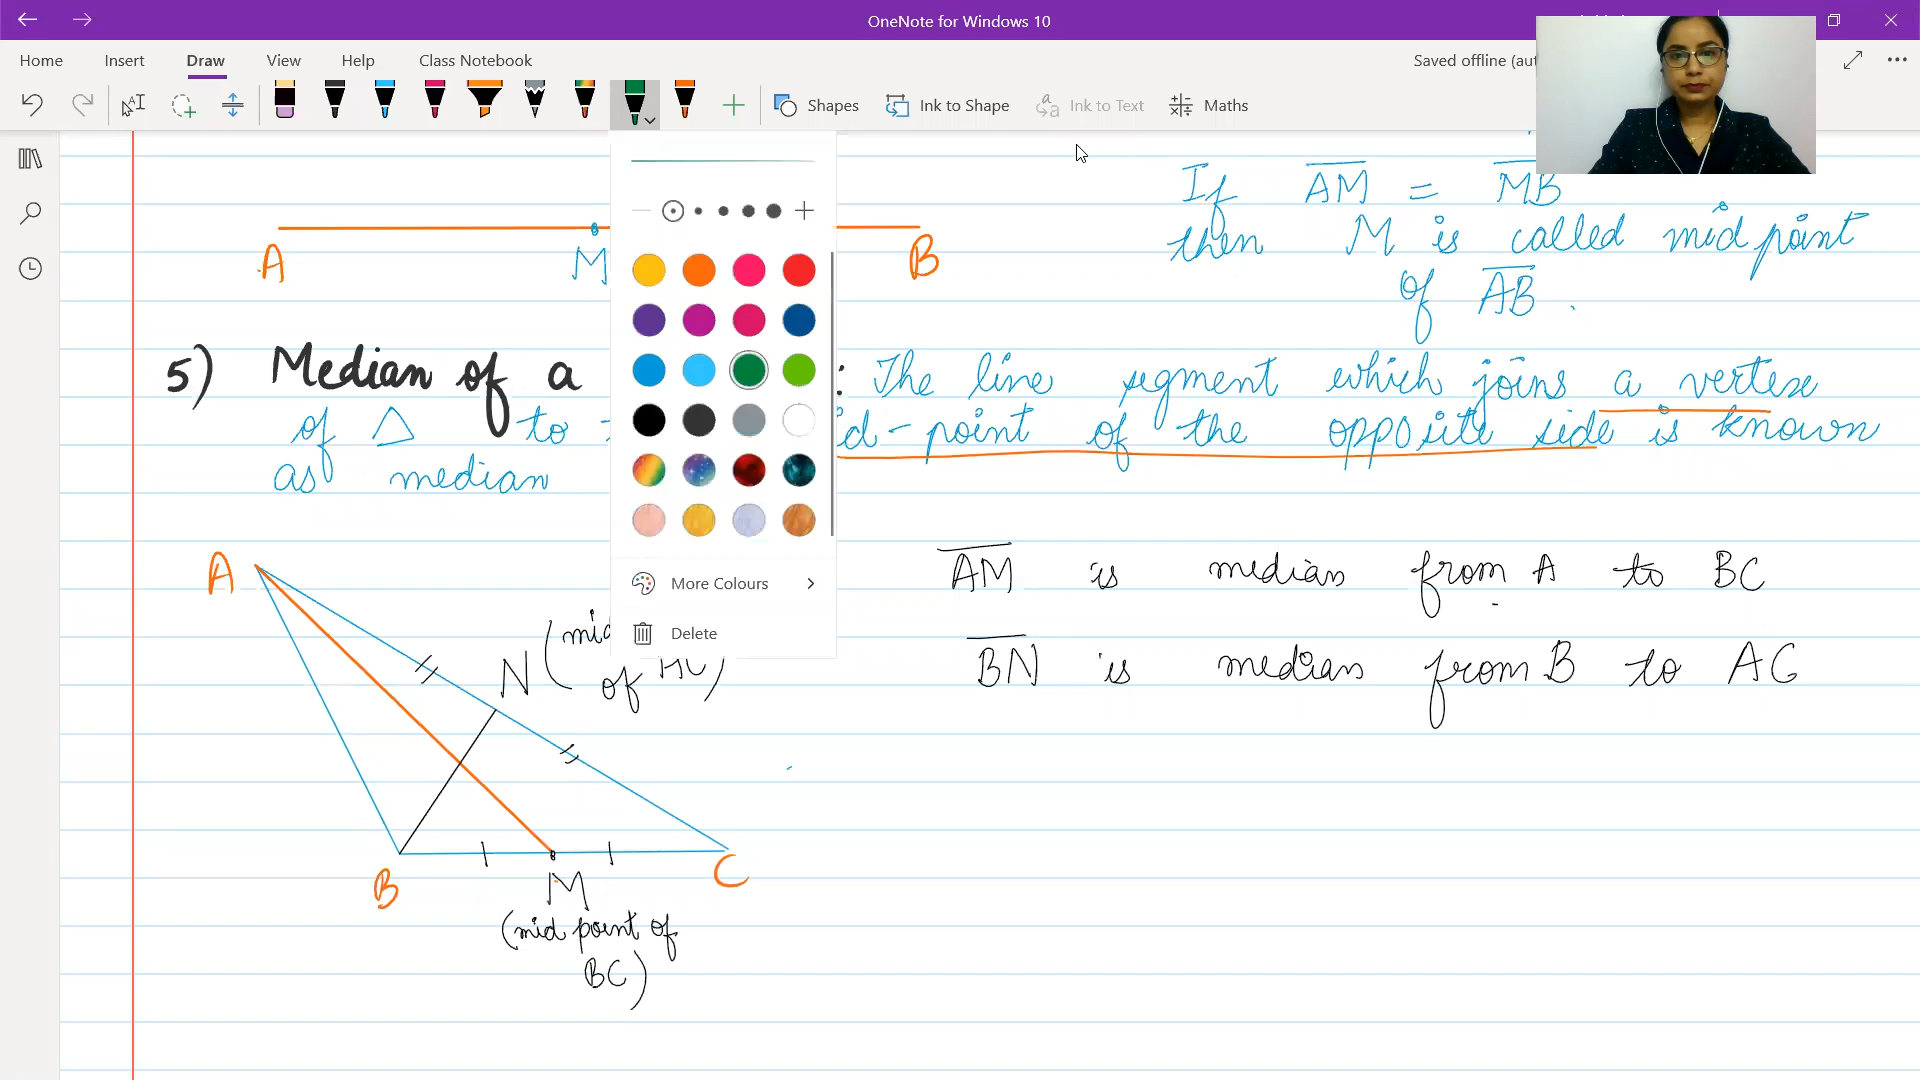 OneNote for Windows 10
Home Insert Draw View Help Class Notebook
Saved offline
Shapes Ink to Shape Ink to Text Maths
If AM = MB
then M is called midpoint
of AB.
A M B
5) Median of a : The line segment which joins a vertex
of △ to d-point of the opposite side is known
as median
More Colours
Delete
A
N (mid
of AC)
AM is median from A to BC
BN is median from B to AC
B M C
(mid point of
BC)